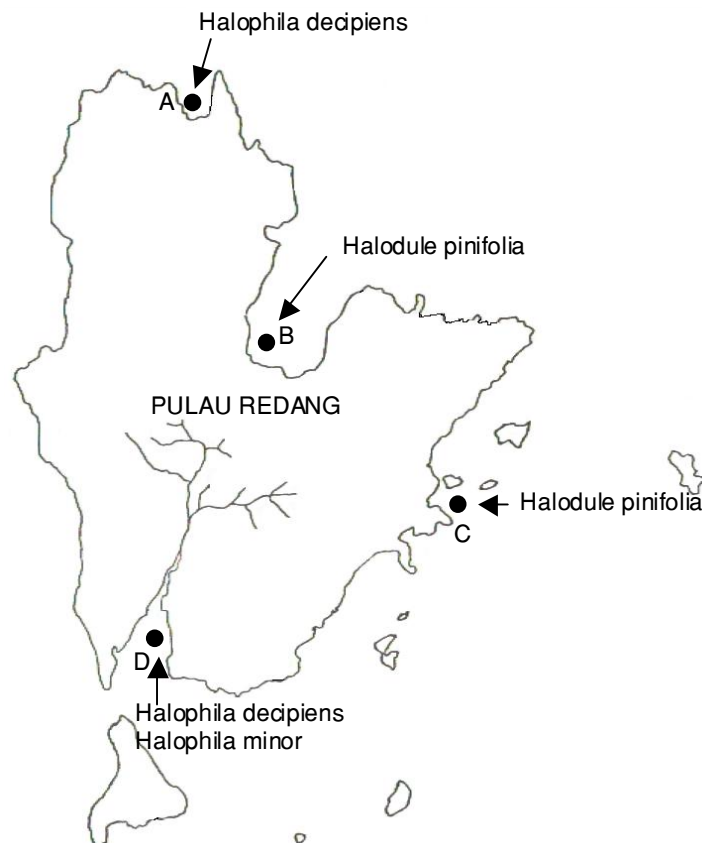 Halophila decipiens
A
Halodule pinifolia
B
PULAU REDANG
Halodule pinifolia
C
D
Halophila decipiens
Halophila minor